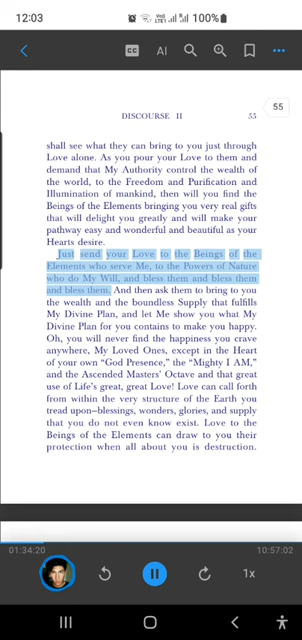 12:03
100%
CC
AI
DISCOURSE II
55
55
shall see what they can bring to you just through
Love alone. As you pour your Love to them and
demand that My Authority control the wealth of
the world, to the Freedom and Purification and
Illumination of mankind, then will you find the
Beings of the Elements bringing you very real gifts
that will delight you greatly and will make your
pathway easy and wonderful and beautiful as your
Hearts desire.
Just send your Love to the Beings of the
Elements who serve Me, to the Powers of Nature
who do My Will, and bless them and bless them
and bless them. And then ask them to bring to you
the wealth and the boundless Supply that fulfills
My Divine Plan, and let Me show you what My
Divine Plan for you contains to make you happy.
Oh, you will never find the happiness you crave
anywhere, My Loved Ones, except in the Heart
of your own “God Presence,” the “Mighty I AM,”
and the Ascended Masters’ Octave and that great
use of Life’s great, great Love! Love can call forth
from within the very structure of the Earth you
tread upon—blessings, wonders, glories, and supply
that you do not even know exist. Love to the
Beings of the Elements can draw to you their
protection when all about you is destruction.
01:34:20
10:57:02
1x